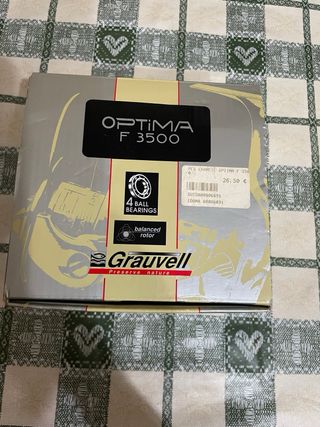 OPTiMA
F 3500
26,50 €
4 BALL
BEARINGS
balanced
rotor
Grauvell
Preserve nature